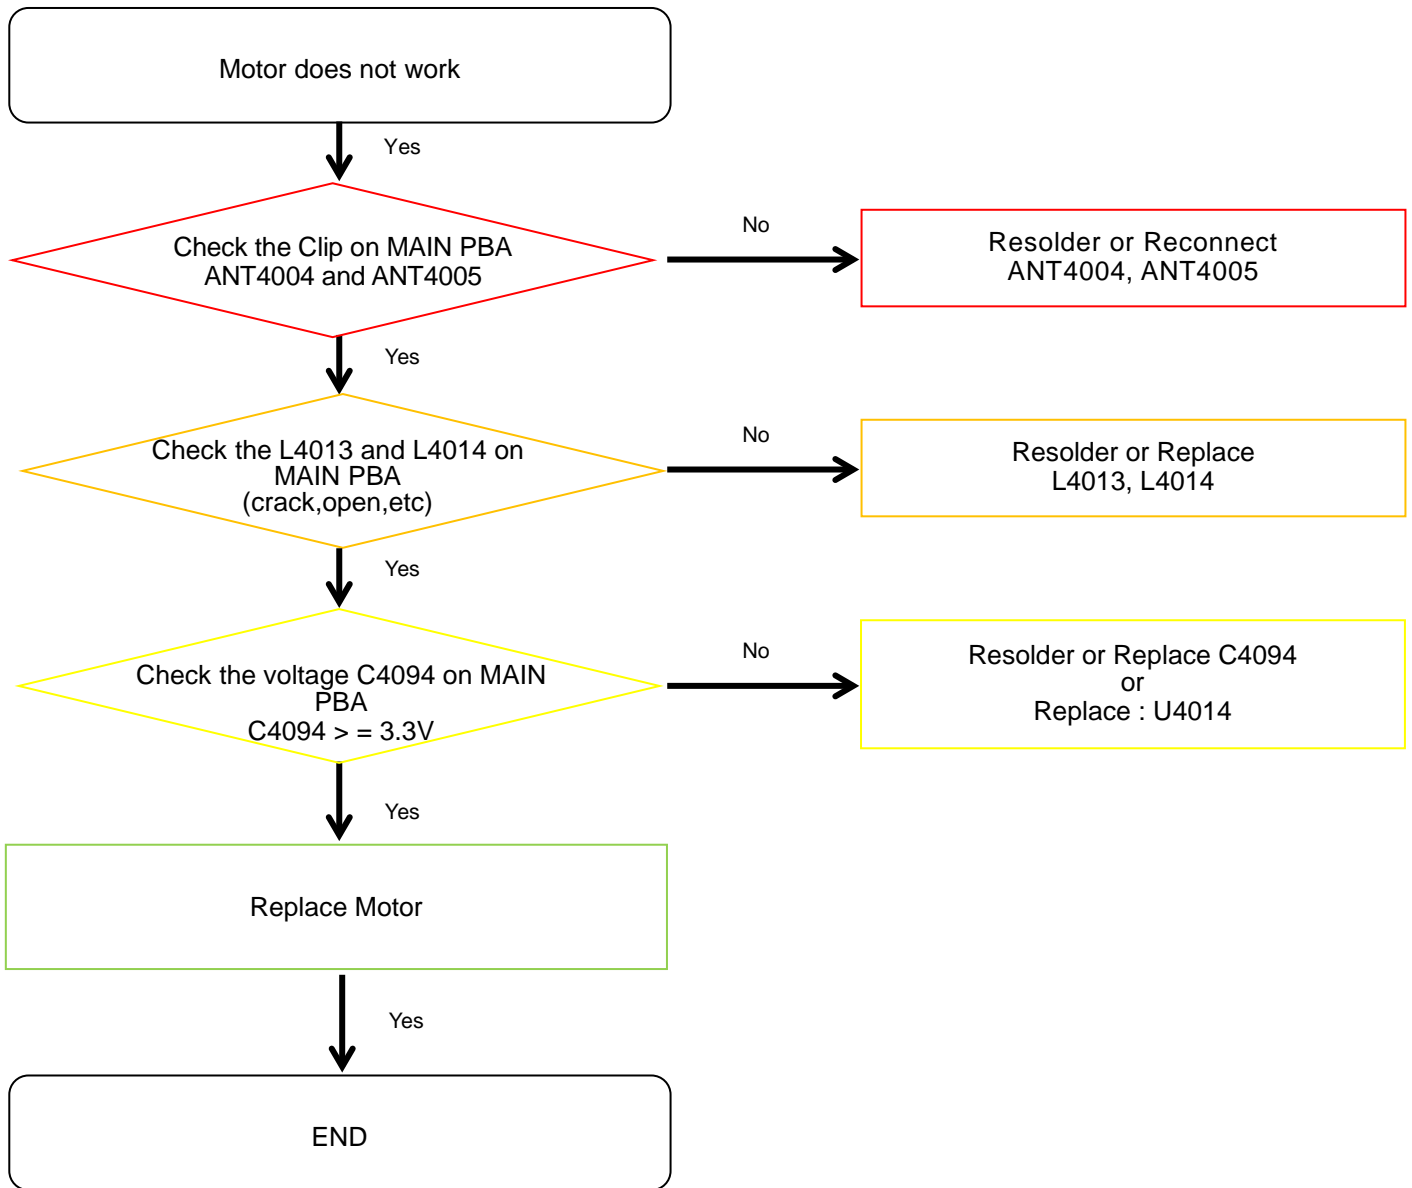 Motor does not work
Yes
Check the Clip on MAIN PBA
ANT4004 and ANT4005
No
Resolder or Reconnect
ANT4004, ANT4005
Yes
Check the L4013 and L4014 on
MAIN PBA
(crack,open,etc)
No
Resolder or Replace
L4013, L4014
Yes
Check the voltage C4094 on MAIN
PBA
C4094 > = 3.3V
No
Resolder or Replace C4094
or
Replace : U4014
Yes
Replace Motor
Yes
END